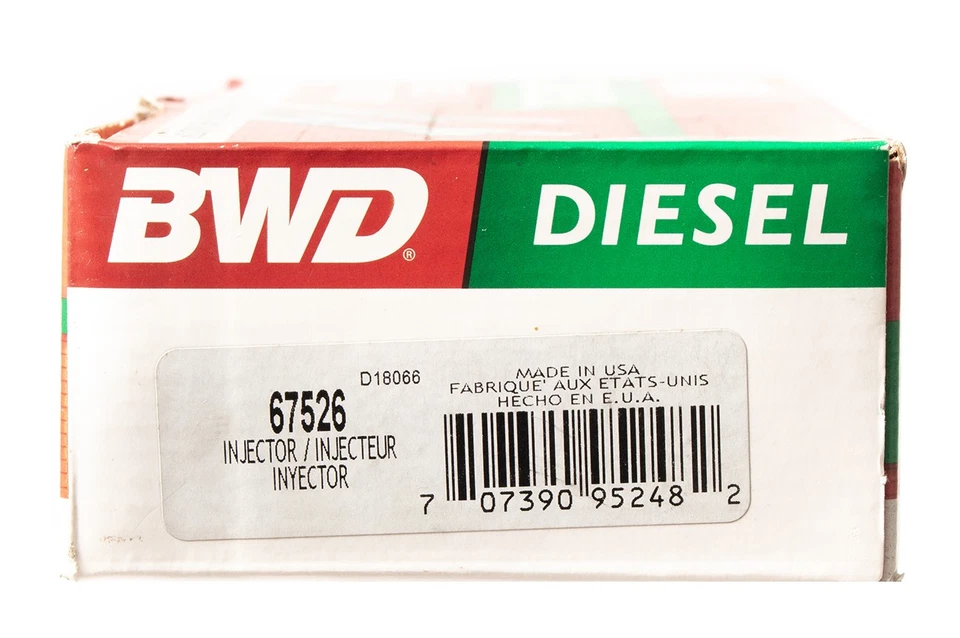 BWD®
DIESEL
D18066
67526
INJECTOR / INJECTEUR
INYECTOR
MADE IN USA
FABRIQUE' AUX ETATS-UNIS
HECHO EN E.U.A.
7 07390 95248 2